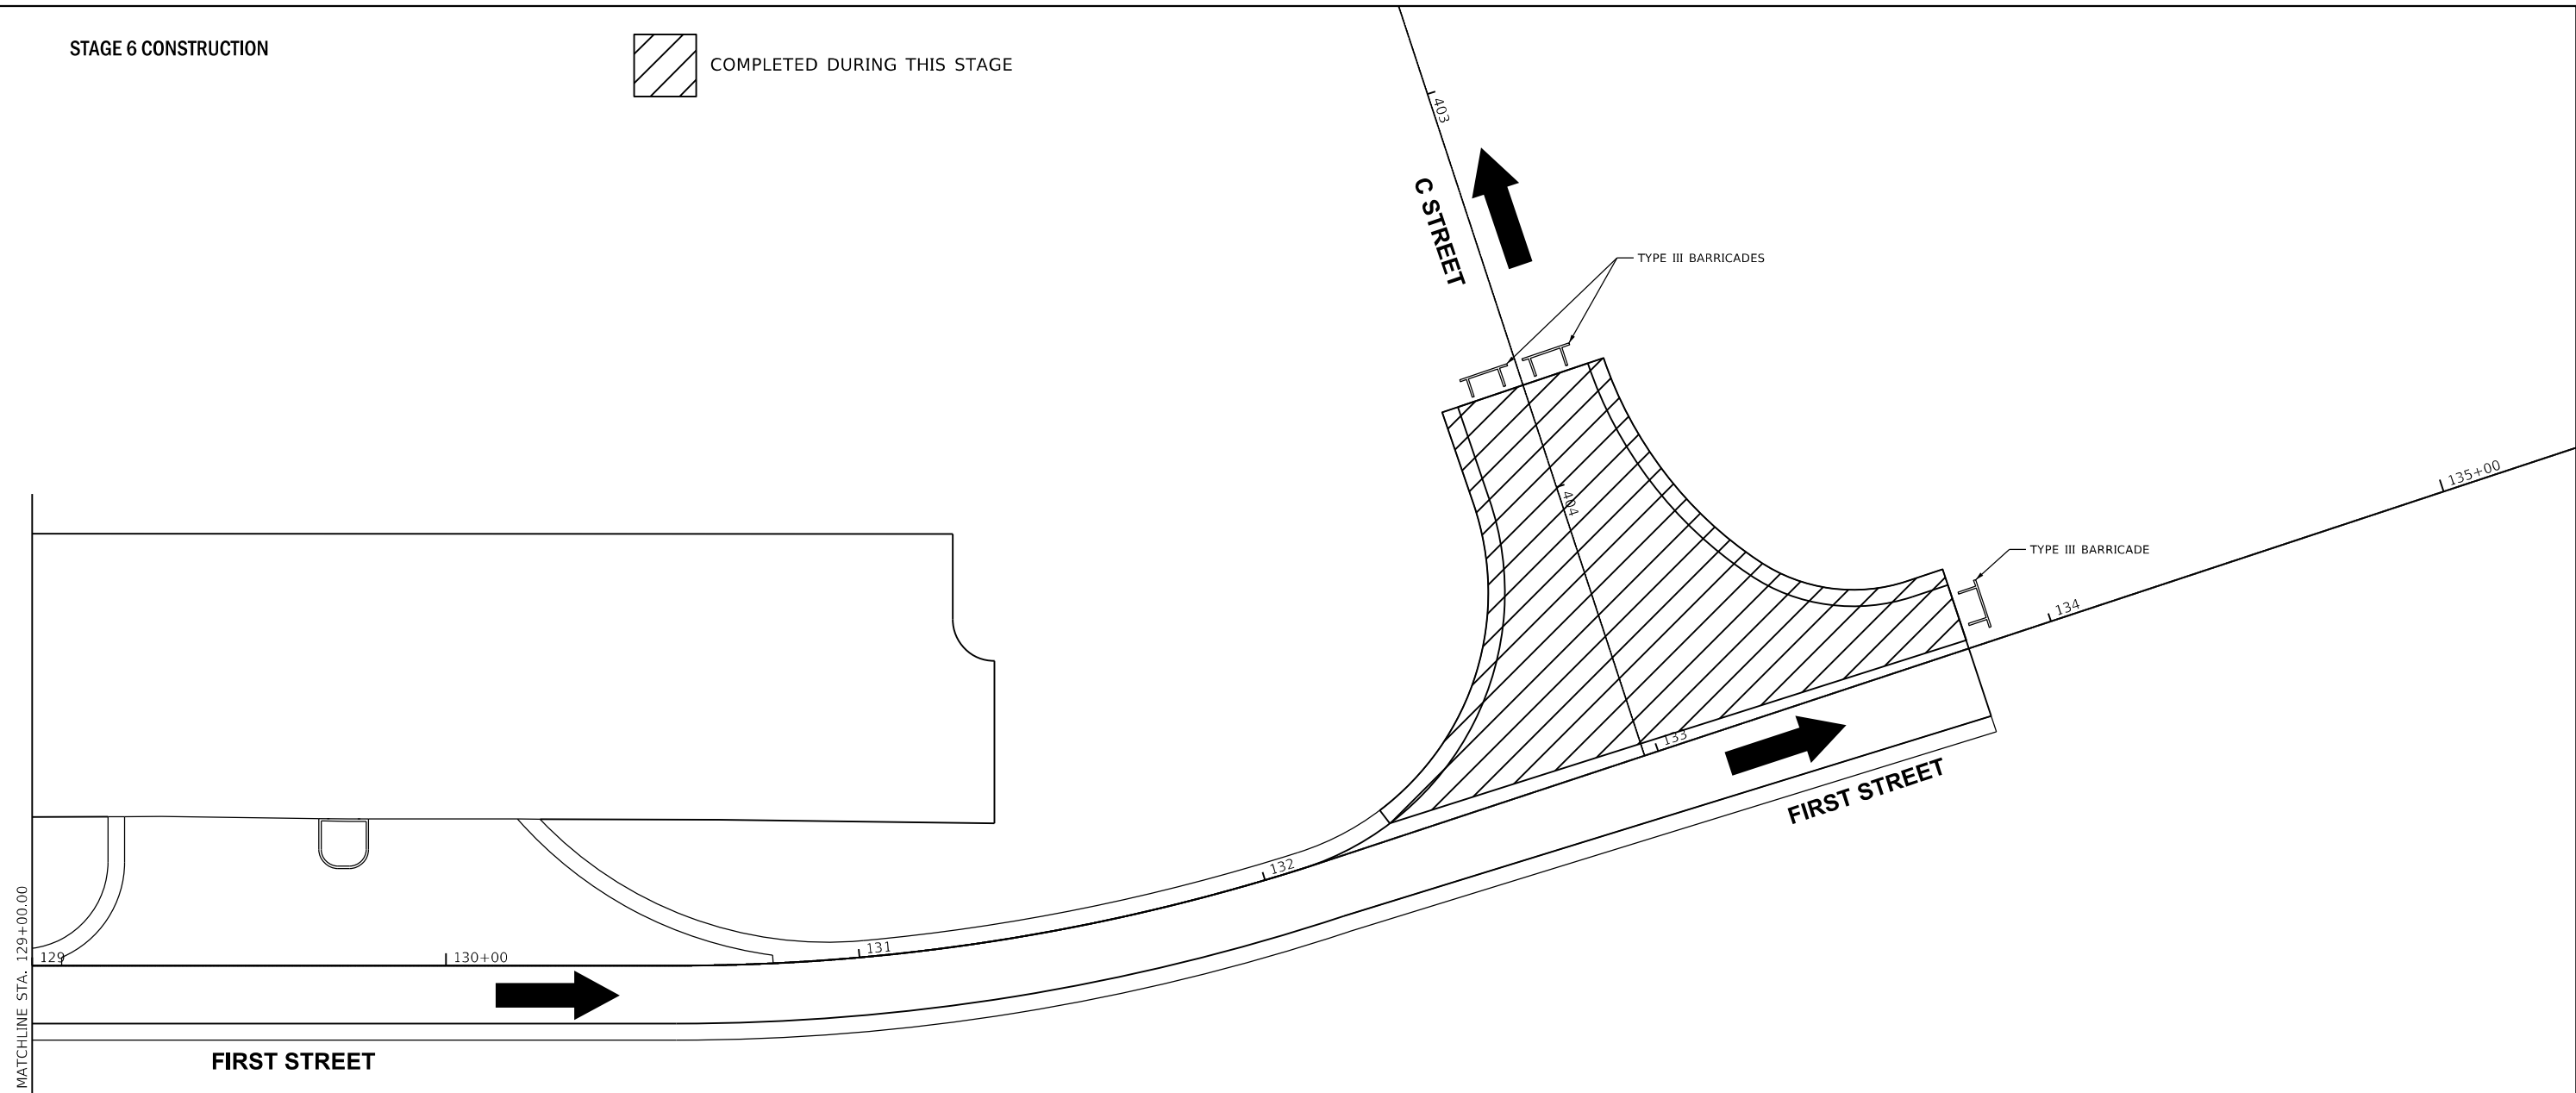 STAGE 6 CONSTRUCTION
COMPLETED DURING THIS STAGE
403
C STREET
TYPE III BARRICADES
404
135+00
TYPE III BARRICADE
134
133
FIRST STREET
132
131
130+00
129
MATCHLINE STA. 129+00.00
FIRST STREET